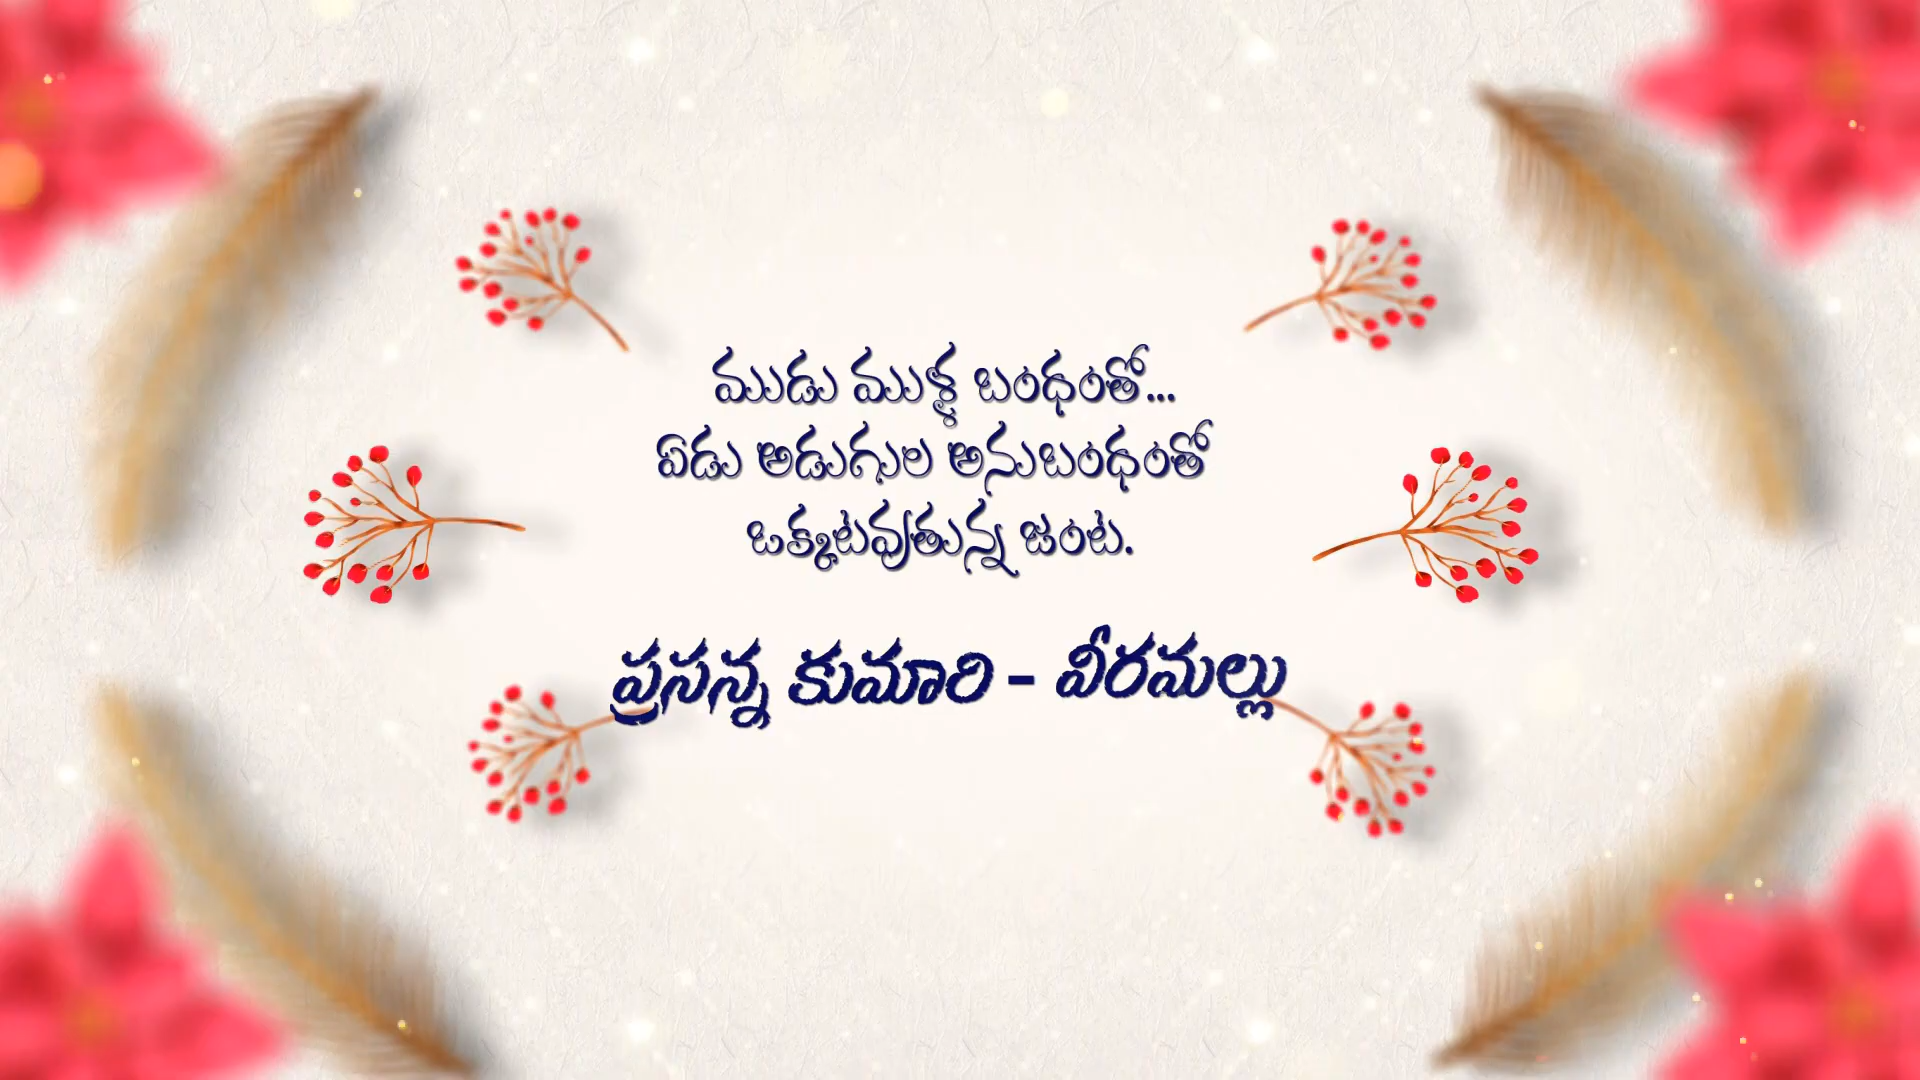 ముడు ముళ్ళ బంధంతో...
ఏడు అడుగుల అనుబంధంతో
ఒక్కటవుతున్న జంట.
ప్రసన్న కుమారి - వీరమల్లు